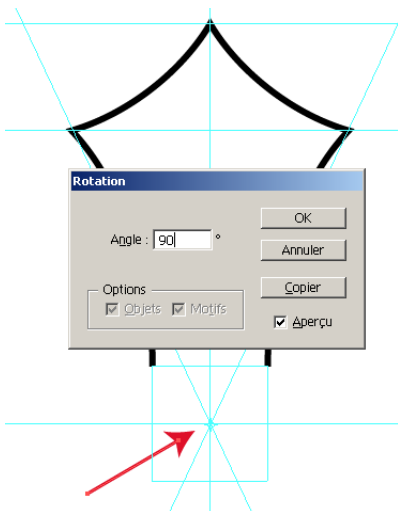 Rotation
Angle : 90 °
OK
Annuler
Copier
Options
Objets Motifs
Aperçu